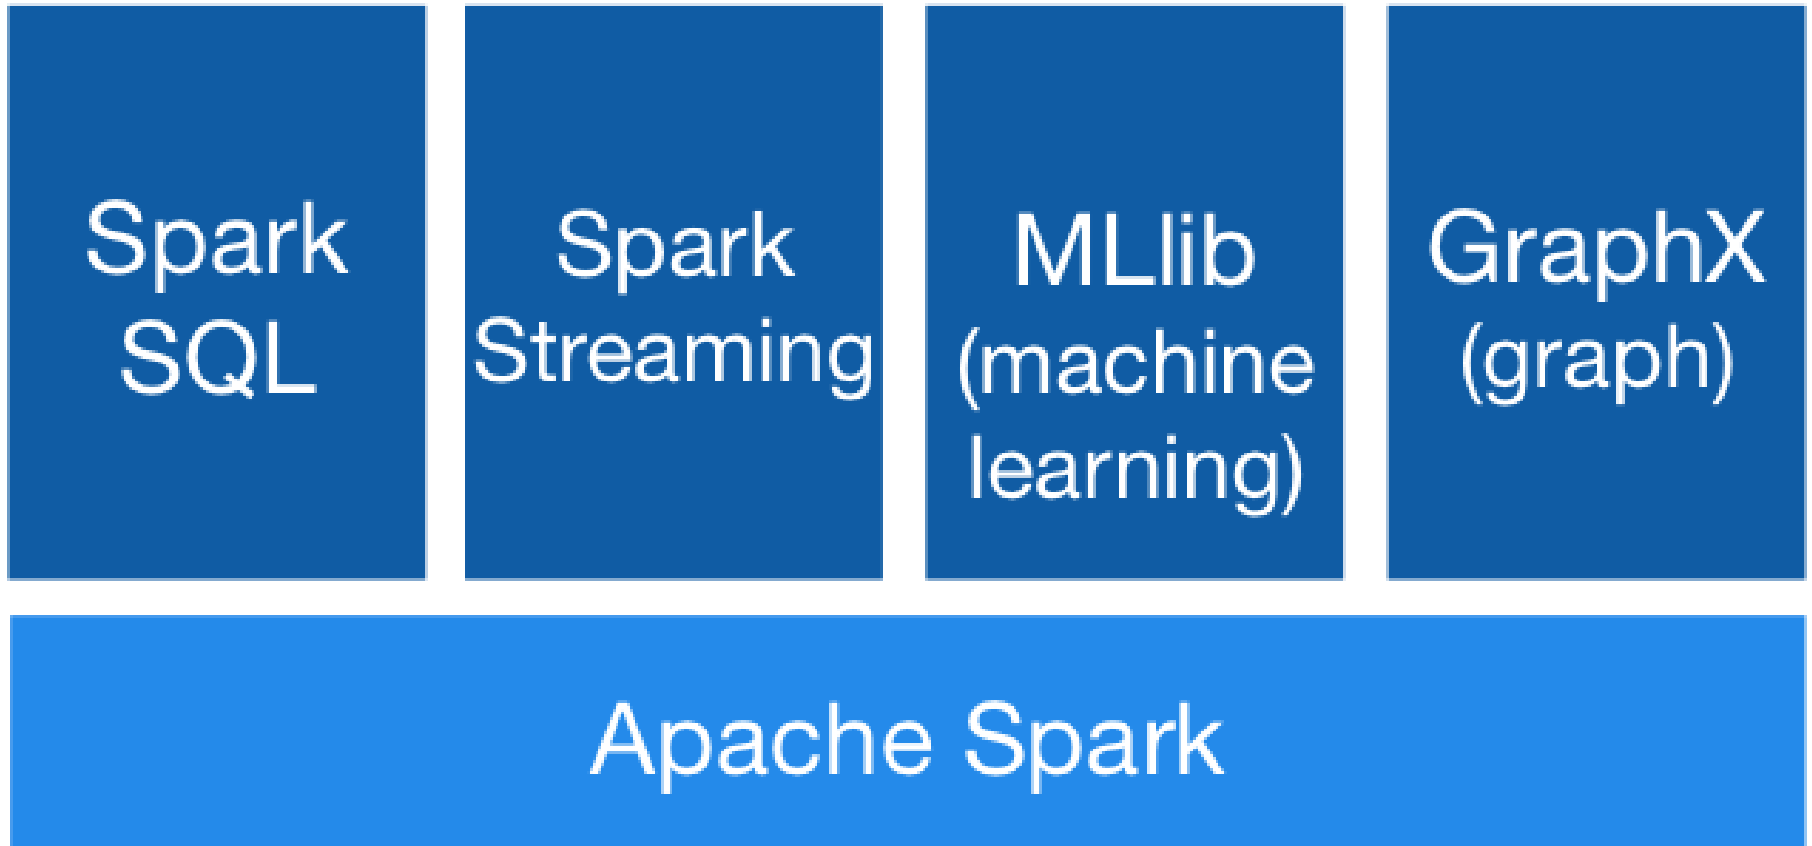 Spark
SQL
Spark
Streaming
MLlib
(machine
learning)
GraphX
(graph)
Apache Spark